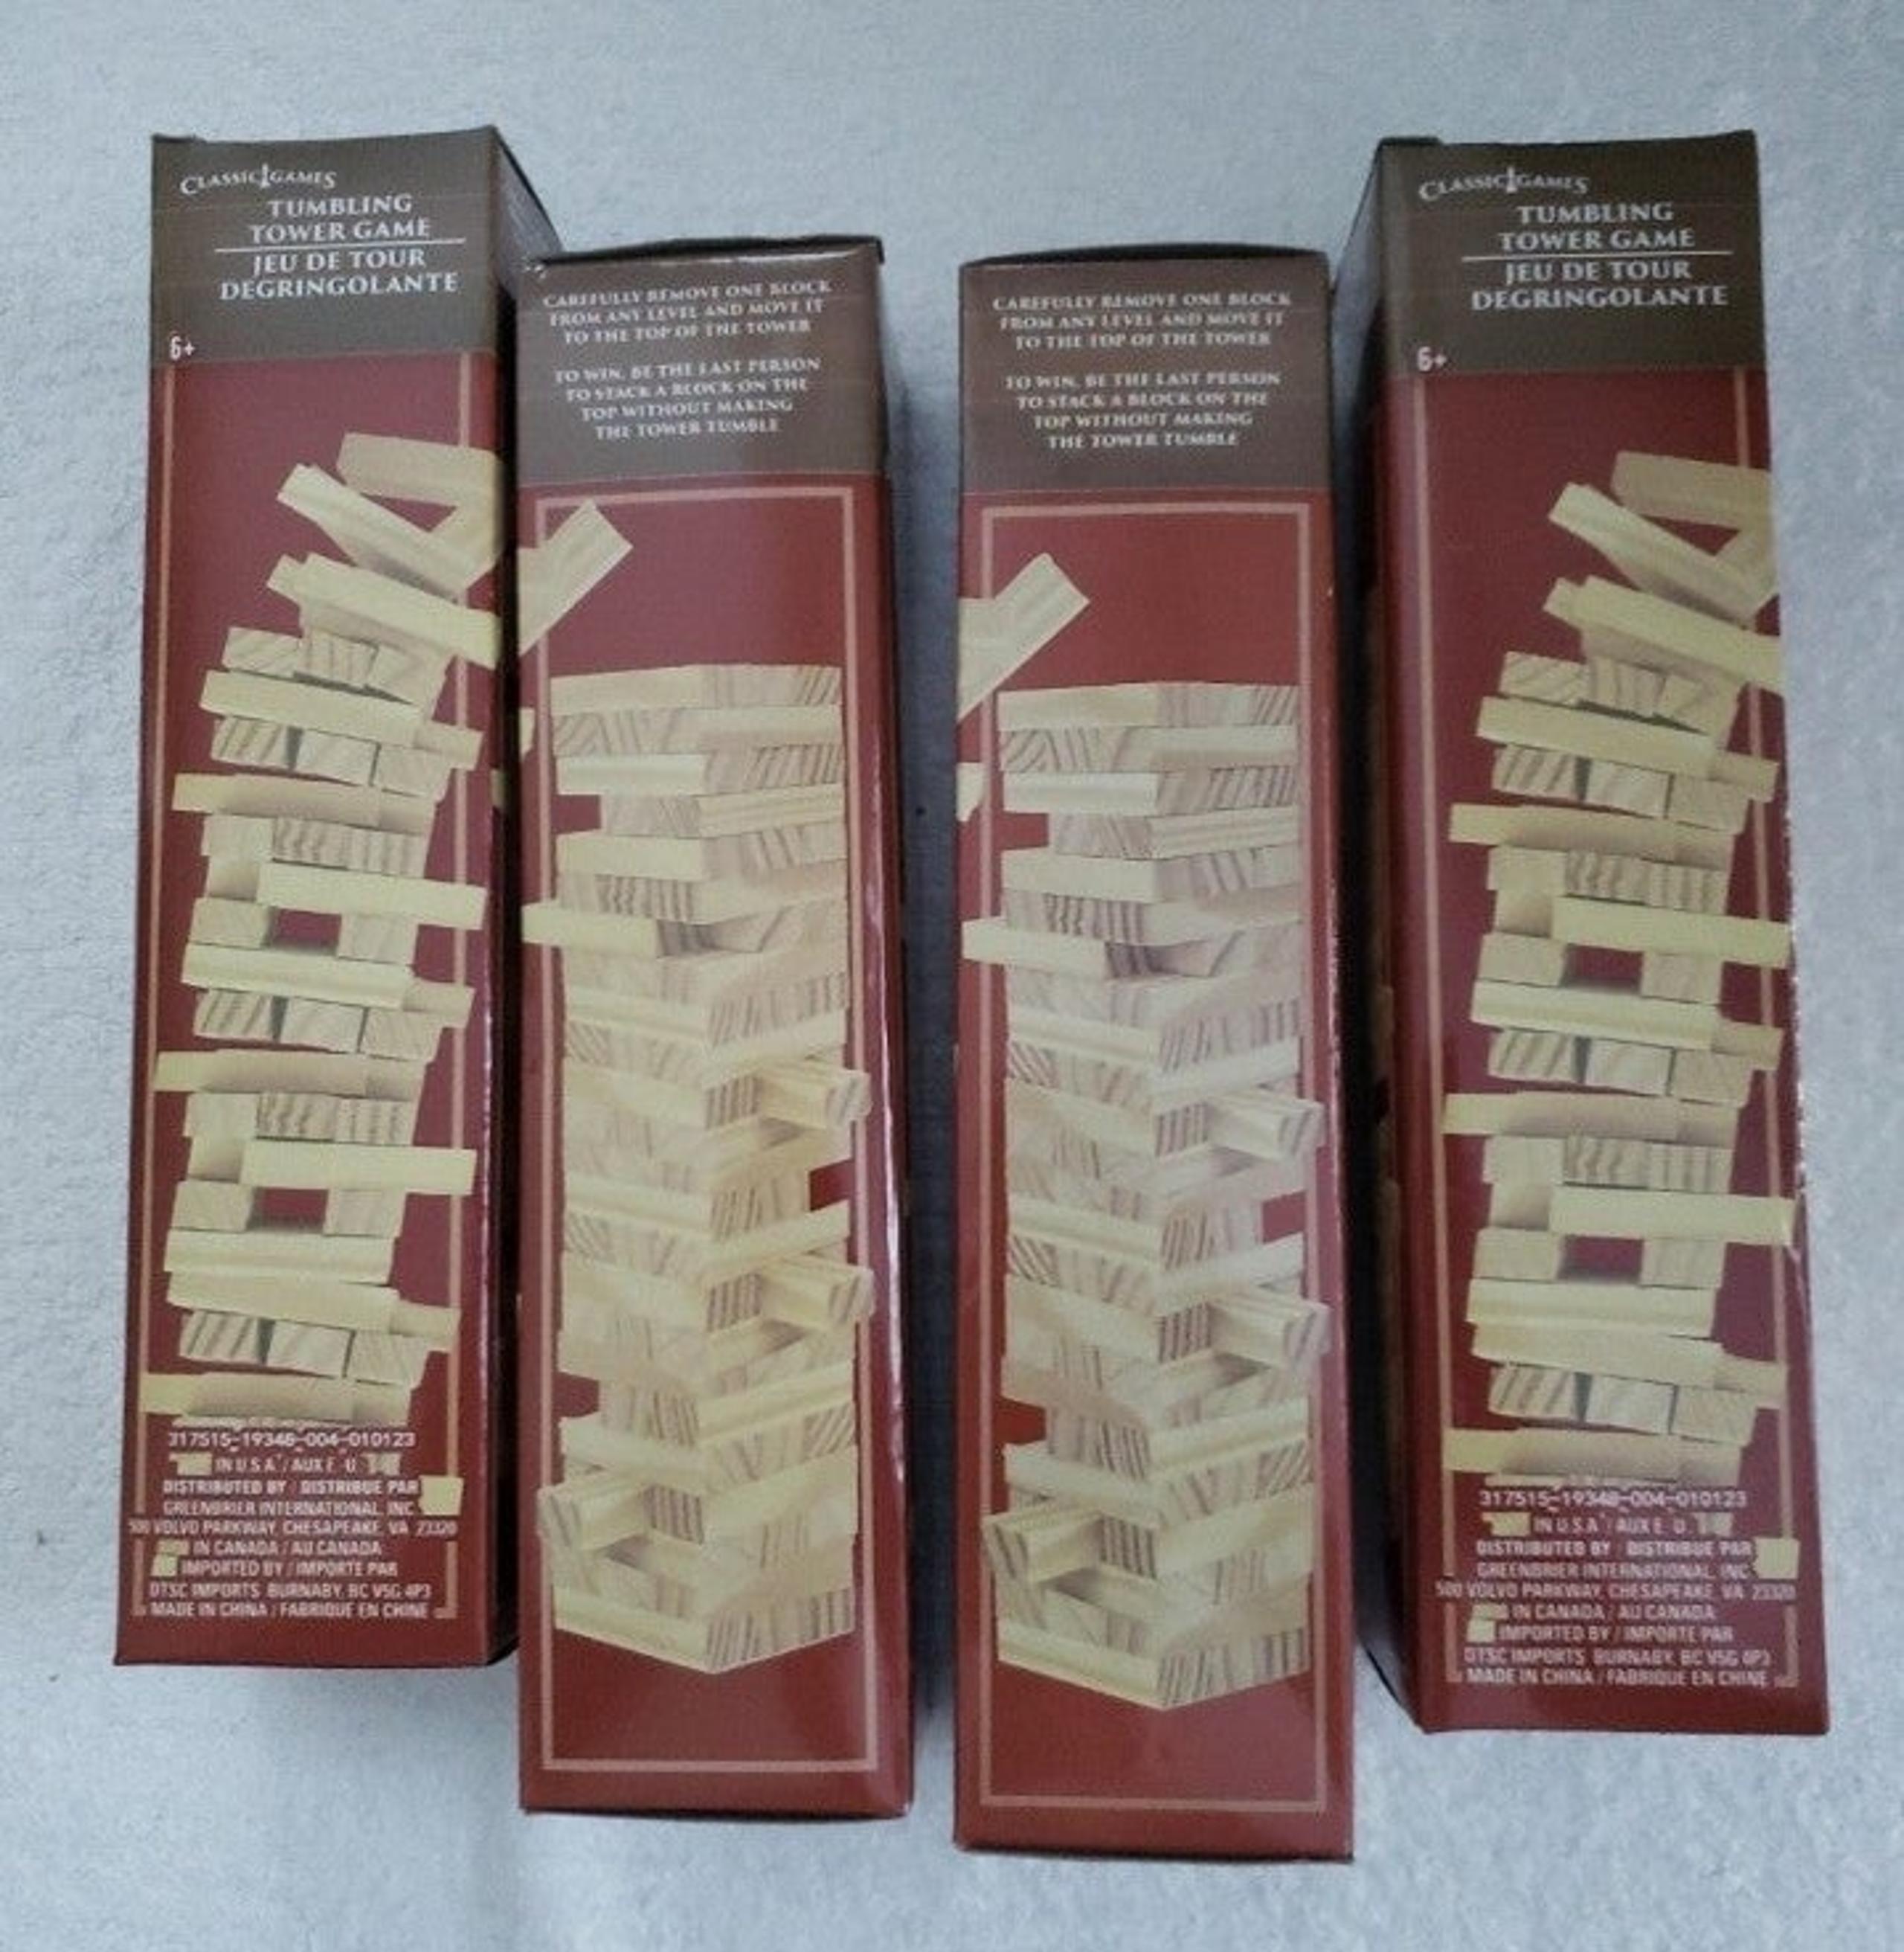 CLASSIC GAMES
TUMBLING
TOWER GAME
JEU DE TOUR
DEGRINGOLANTE
6+
317515-19348-004-010123
IN U.S.A. / AUX E. U.
DISTRIBUTED BY / DISTRIBUE PAR
GREENBRIER INTERNATIONAL, INC
500 VOLVO PARKWAY, CHESAPEAKE, VA 23320
IN CANADA / AU CANADA
IMPORTED BY / IMPORTE PAR
DTSC IMPORTS BURNABY, BC V5G 4P3
MADE IN CHINA / FABRIQUE EN CHINE
CAREFULLY REMOVE ONE BLOCK
FROM ANY LEVEL AND MOVE IT
TO THE TOP OF THE TOWER
TO WIN, BE THE LAST PERSON
TO STACK A BLOCK ON THE
TOP WITHOUT MAKING
THE TOWER TUMBLE
CAREFULLY REMOVE ONE BLOCK
FROM ANY LEVEL AND MOVE IT
TO THE TOP OF THE TOWER
TO WIN, BE THE LAST PERSON
TO STACK A BLOCK ON THE
TOP WITHOUT MAKING
THE TOWER TUMBLE
CLASSIC GAMES
TUMBLING
TOWER GAME
JEU DE TOUR
DEGRINGOLANTE
6+
317515-19348-004-010123
IN U.S.A. / AUX E. U.
DISTRIBUTED BY / DISTRIBUE PAR
GREENBRIER INTERNATIONAL, INC
500 VOLVO PARKWAY, CHESAPEAKE, VA 23320
IN CANADA / AU CANADA
IMPORTED BY / IMPORTE PAR
DTSC IMPORTS BURNABY, BC V5G 4P3
MADE IN CHINA / FABRIQUE EN CHINE